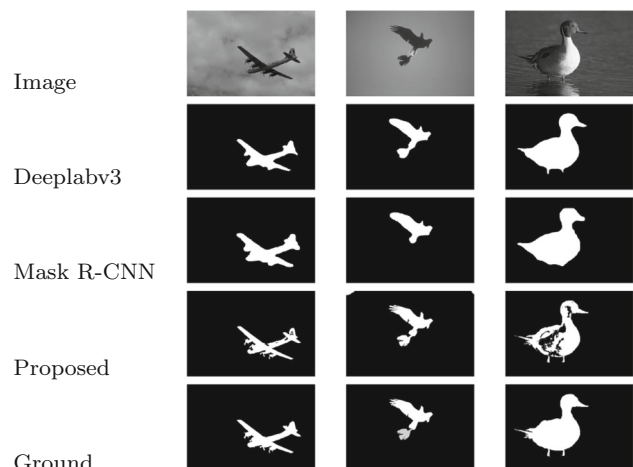 Image
Deeplabv3
Mask R-CNN
Proposed
Ground